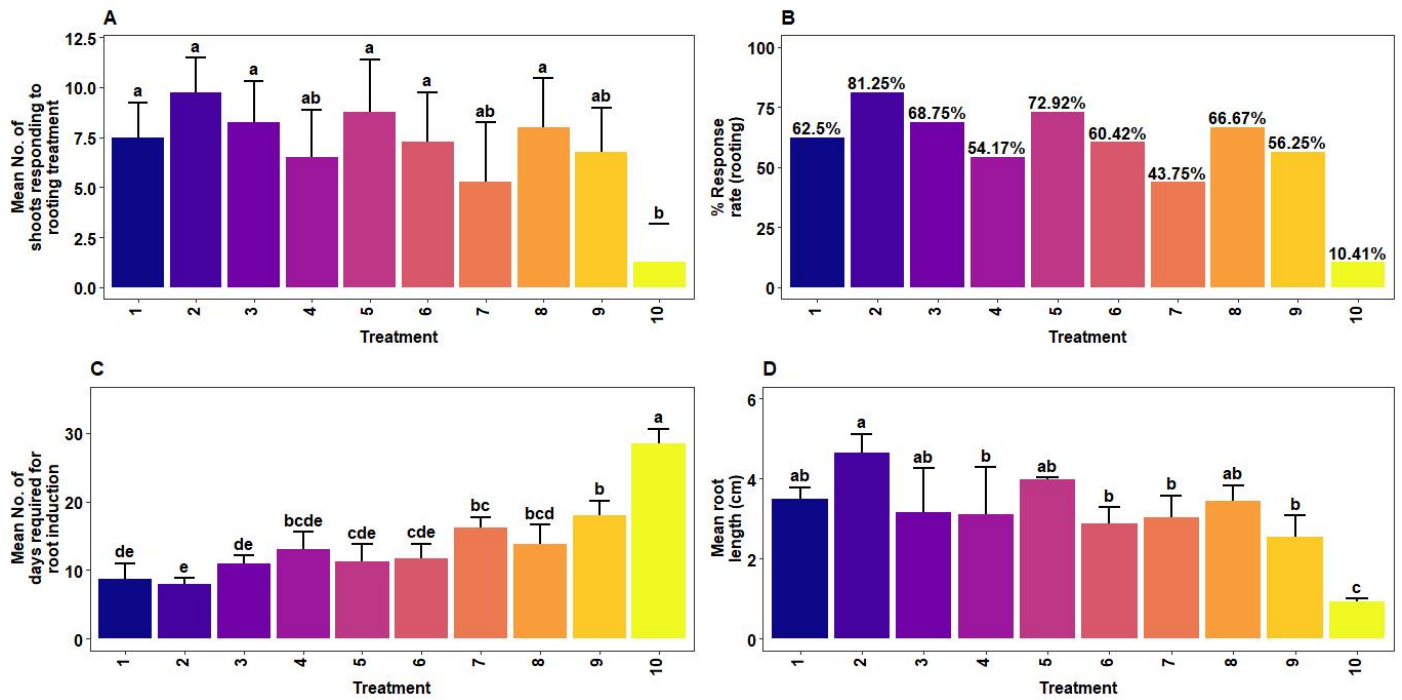 A
Mean No. of
shoots responding to
rooting treatment
12.5
10.0
7.5
5.0
2.5
0.0
a
a
a
ab
a
a
ab
a
ab
b
1
2
3
4
5
6
7
8
9
10
Treatment
B
% Response
rate (rooting)
100
75
50
25
0
62.5%
81.25%
68.75%
54.17%
72.92%
60.42%
43.75%
66.67%
56.25%
10.41%
1
2
3
4
5
6
7
8
9
10
Treatment
C
Mean No. of
days required for
root induction
30
20
10
0
de
e
de
bcde
cde
cde
bc
bcd
b
a
1
2
3
4
5
6
7
8
9
10
Treatment
D
Mean root
length (cm)
6
4
2
0
ab
a
ab
b
ab
b
b
ab
b
c
1
2
3
4
5
6
7
8
9
10
Treatment